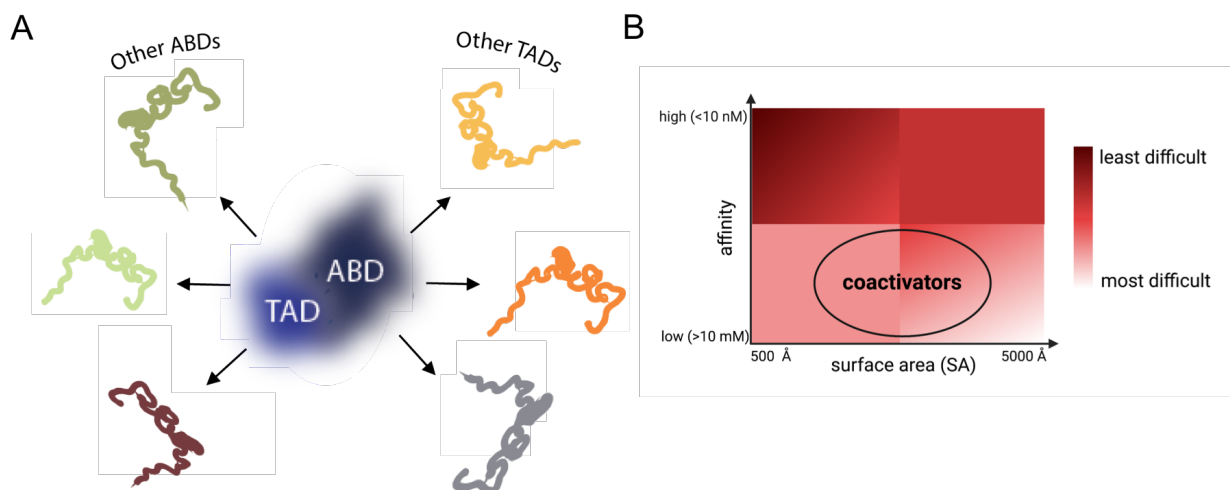 A
Other ABDs
Other TADs
ABD
TAD
B
high (<10 nM)
affinity
low (>10 mM)
coactivators
500 Å
5000 Å
surface area (SA)
least difficult
most difficult